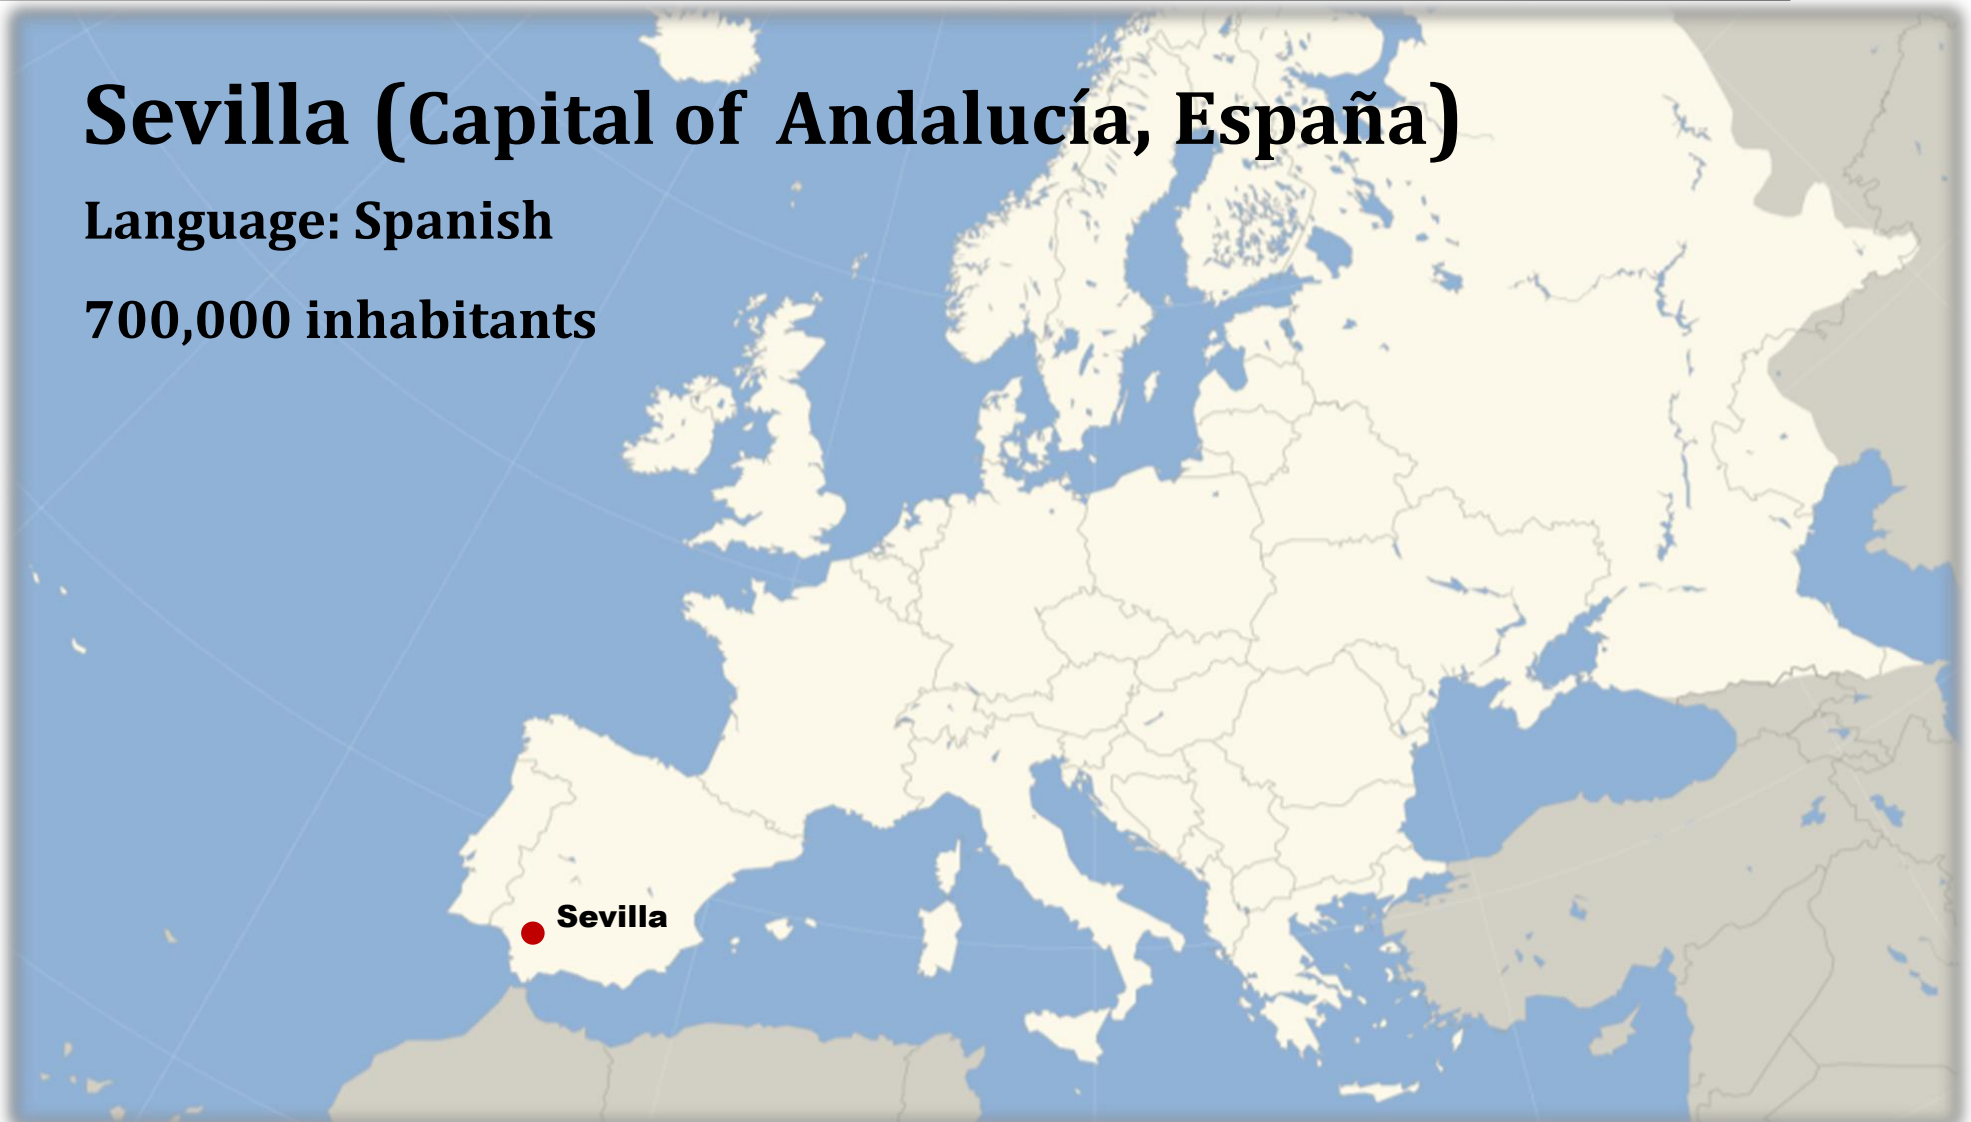 Sevilla (Capital of Andalucía, España)
Language: Spanish
700,000 inhabitants
Sevilla